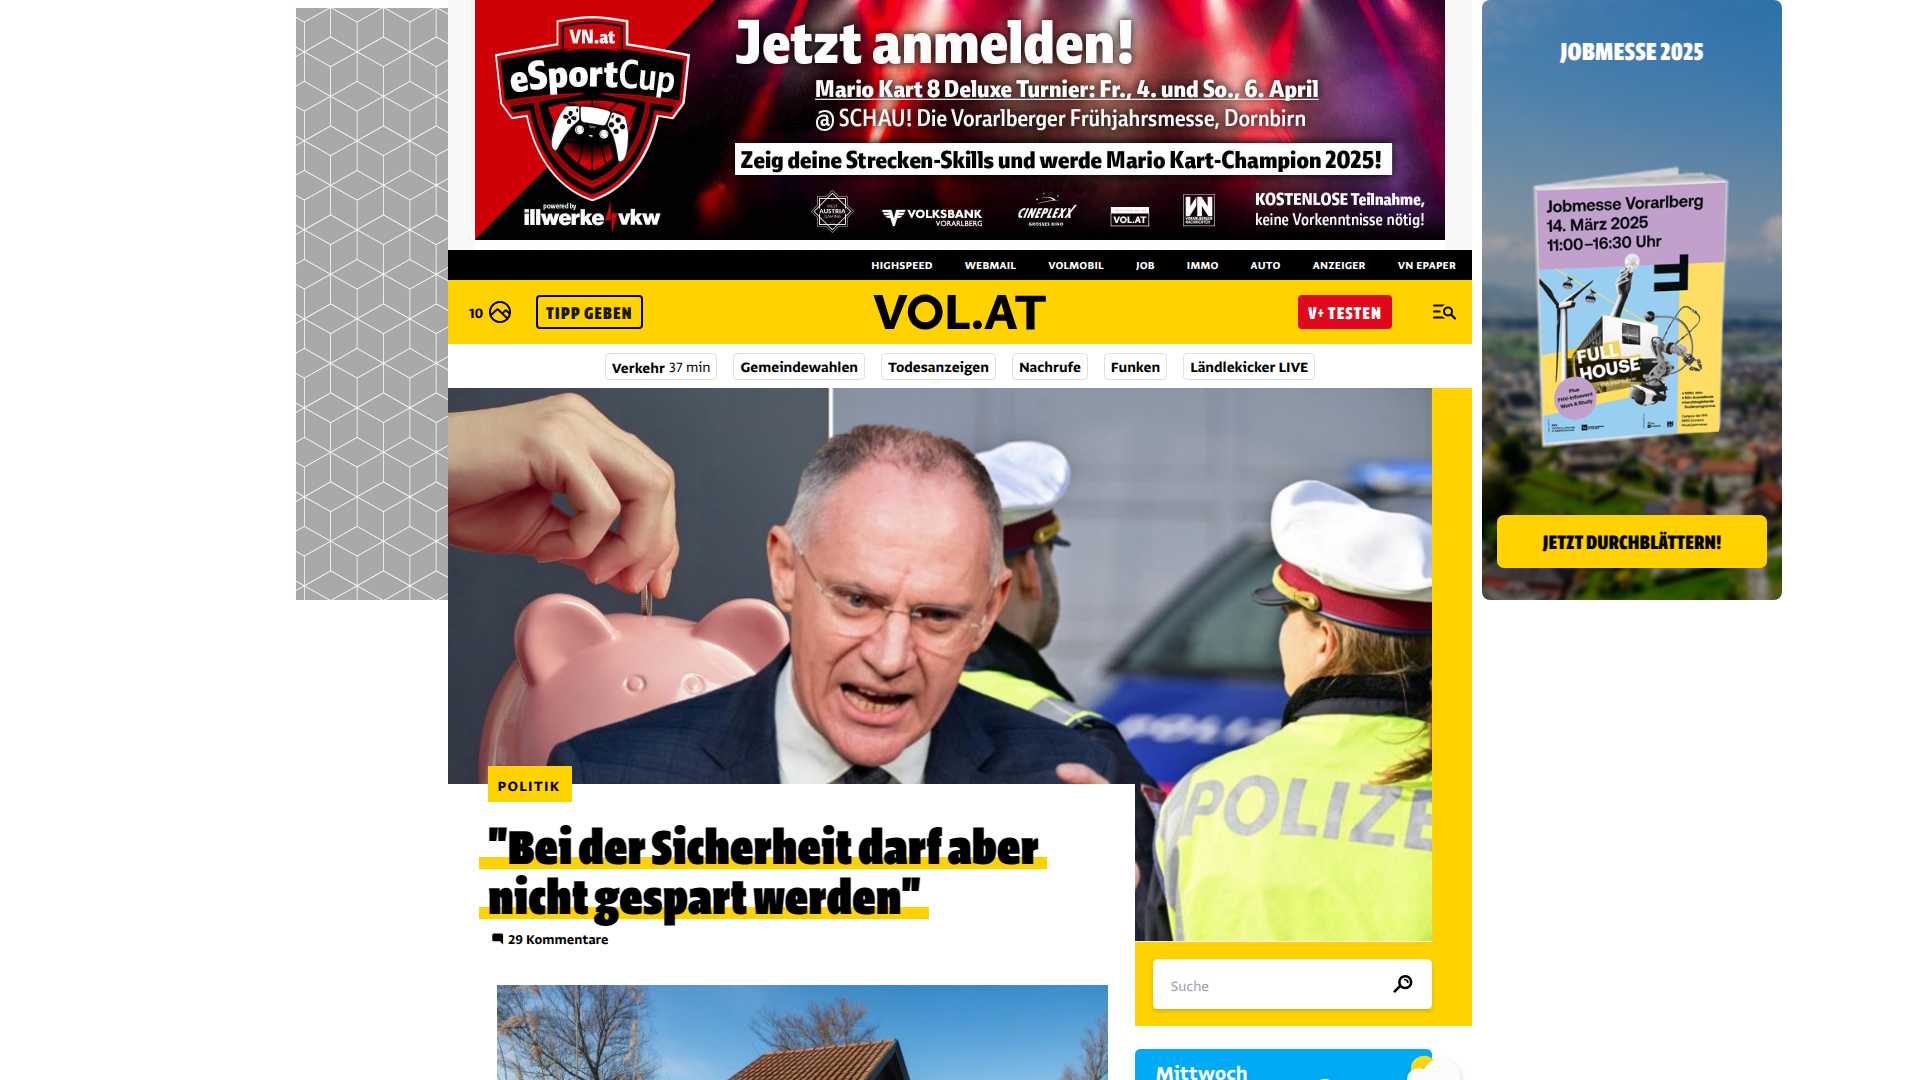 VN.at
eSportCup
powered by
illwerke vkw
Jetzt anmelden!
Mario Kart 8 Deluxe Turnier: Fr., 4. und So., 6. April
@ SCHAU! Die Vorarlberger Frühjahrsmesse, Dornbirn
Zeig deine Strecken-Skills und werde Mario Kart-Champion 2025!
AUSTRIA
VOLKSBANK
VORARLBERG
CINEPLEXX
VOL.AT
VN
KOSTENLOSE Teilnahme,
keine Vorkenntnisse nötig!
JOBMESSE 2025
Jobmesse Vorarlberg
14. März 2025
11:00–16:30 Uhr
FULL
HOUSE
Plus
JETZT DURCHBLÄTTERN!
HIGHSPEED WEBMAIL VOLMOBIL JOB IMMO AUTO ANZEIGER VN EPAPER
10 TIPP GEBEN VOL.AT V+ TESTEN
Verkehr 37 min Gemeindewahlen Todesanzeigen Nachrufe Funken Ländlekicker LIVE
POLIZE
POLITIK
"Bei der Sicherheit darf aber
nicht gespart werden"
29 Kommentare
Suche
Mittwoch